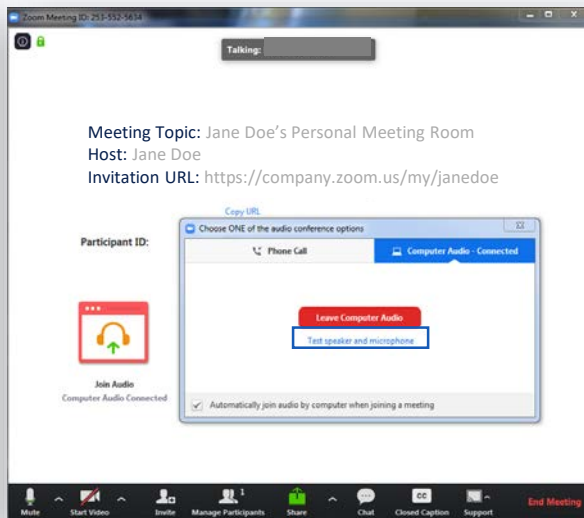 Zoom Meeting ID: 253-552-5634
Talking:
Meeting Topic: Jane Doe's Personal Meeting Room
Host: Jane Doe
Invitation URL: https://company.zoom.us/my/janedoe
Copy URL
Participant ID:
Choose ONE of the audio conference options
Phone Call
Computer Audio - Connected
Leave Computer Audio
Test speaker and microphone
Automatically join audio by computer when joining a meeting
Join Audio
Computer Audio Connected
1
Mute
Start Video
Invite
Manage Participants
Share
Chat
CC
Closed Caption
Support
End Meeting